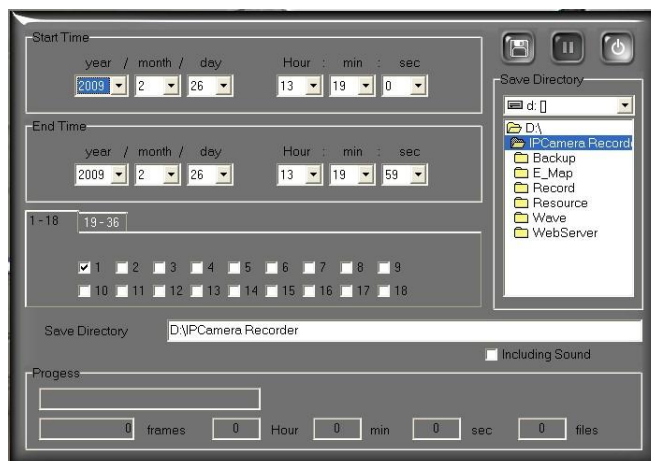 Start Time
year / month / day Hour : min : sec
2009 2 26 13 19 0
End Time
year / month / day Hour : min : sec
2009 2 26 13 19 59
1-18 19-36
1 2 3 4 5 6 7 8 9
10 11 12 13 14 15 16 17 18
Save Directory
d: []
D:\
IPCamera Recorde
Backup
E_Map
Record
Resource
Wave
WebServer
Save Directory D:\IPCamera Recorder
Including Sound
Progess
0 frames 0 Hour 0 min 0 sec 0 files